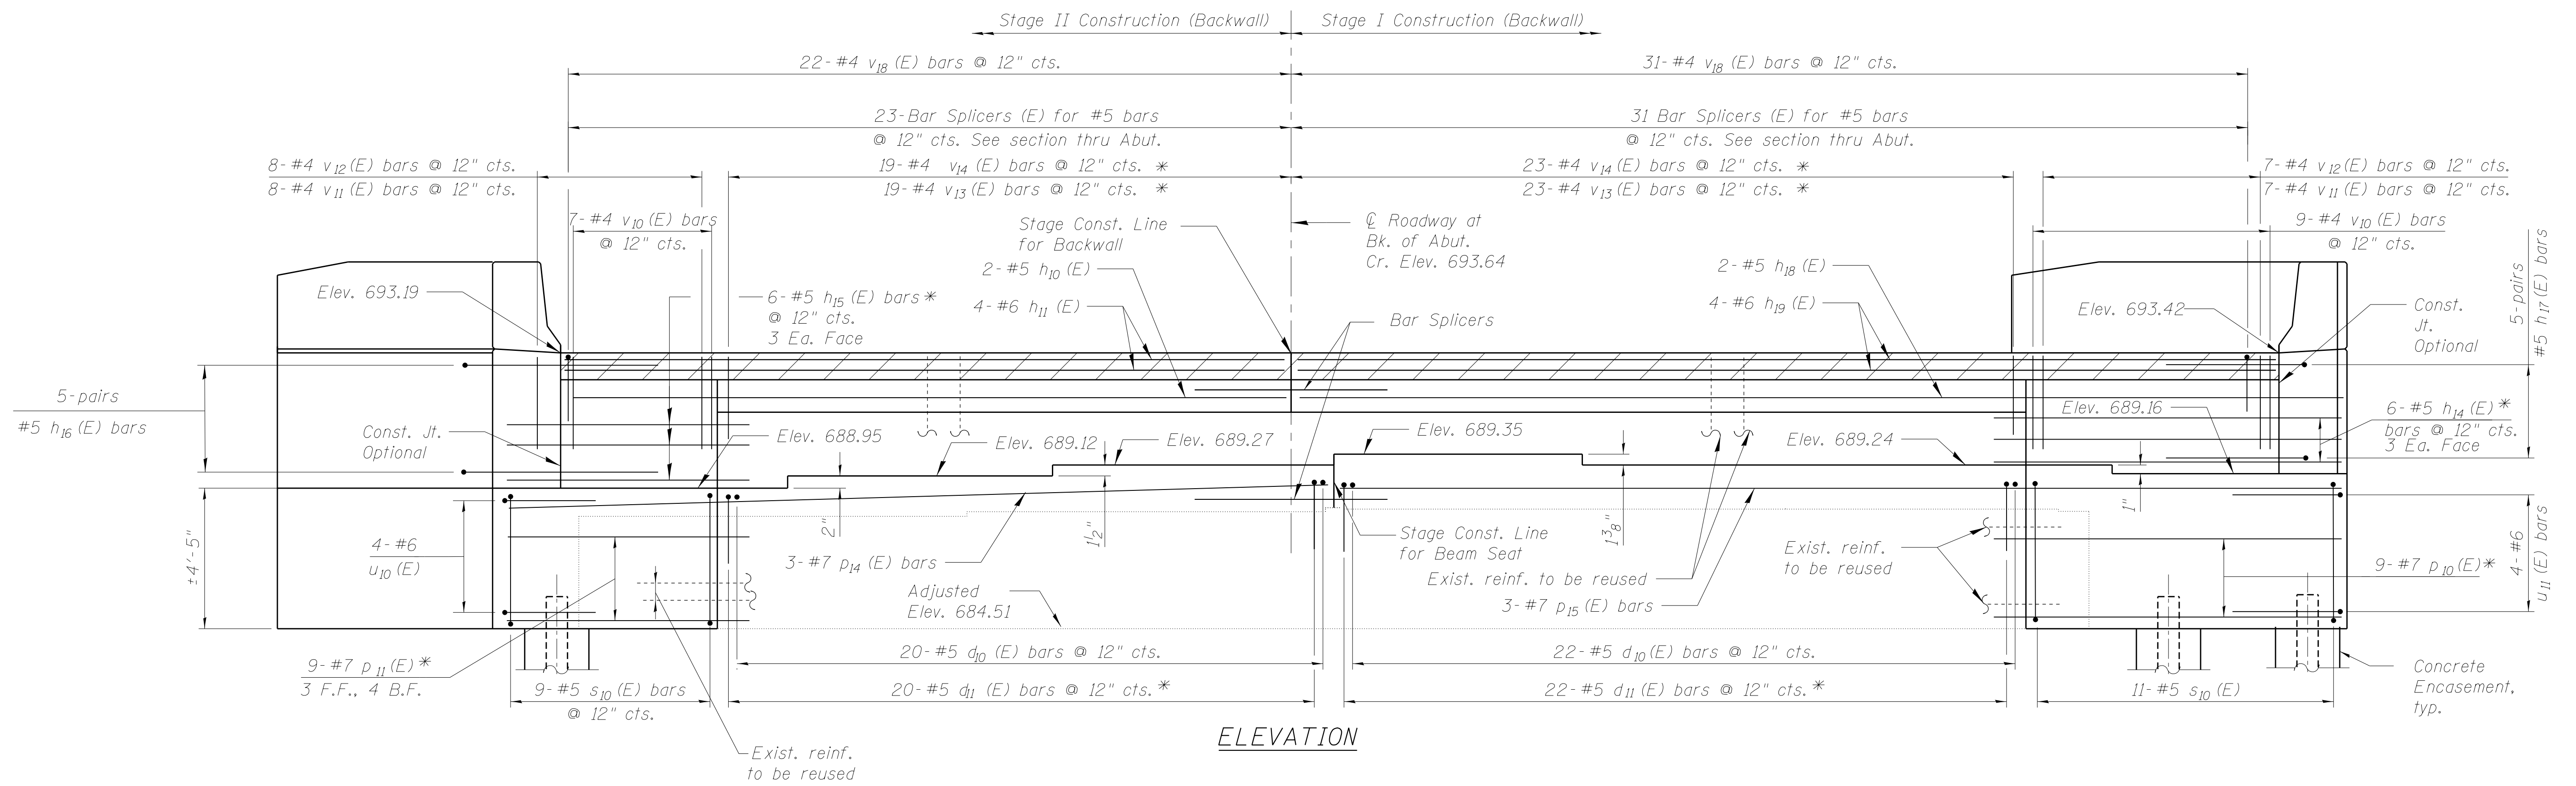 Stage II Construction (Backwall)
Stage I Construction (Backwall)
22-#4 v18 (E) bars @ 12" cts.
31-#4 v18 (E) bars @ 12" cts.
23-Bar Splicers (E) for #5 bars
@ 12" cts. See section thru Abut.
31 Bar Splicers (E) for #5 bars
@ 12" cts. See section thru Abut.
8-#4 v12 (E) bars @ 12" cts.
8-#4 v11 (E) bars @ 12" cts.
19-#4 v14 (E) bars @ 12" cts. *
19-#4 v13 (E) bars @ 12" cts. *
23-#4 v14 (E) bars @ 12" cts. *
23-#4 v13 (E) bars @ 12" cts. *
7-#4 v12 (E) bars @ 12" cts.
7-#4 v11 (E) bars @ 12" cts.
7-#4 v10 (E) bars
@ 12" cts.
Stage Const. Line
for Backwall
℄ Roadway at
Bk. of Abut.
Cr. Elev. 693.64
9-#4 v10 (E) bars
@ 12" cts.
2-#5 h10 (E)
2-#5 h18 (E)
Elev. 693.19
6-#5 h15 (E) bars *
@ 12" cts.
3 Ea. Face
4-#6 h11 (E)
4-#6 h19 (E)
Bar Splicers
Elev. 693.42
Const.
Jt.
Optional
5-pairs
#5 h17 (E) bars
5-pairs
#5 h16 (E) bars
Const. Jt.
Optional
Elev. 688.95
Elev. 689.12
Elev. 689.27
Elev. 689.35
Elev. 689.24
Elev. 689.16
6-#5 h14 (E) *
bars @ 12" cts.
3 Ea. Face
±4'-5"
4-#6
u10 (E)
2"
1½"
1⅜"
1"
3-#7 p14 (E) bars
Stage Const. Line
for Beam Seat
Exist. reinf. to be reused
3-#7 p15 (E) bars
Exist. reinf.
to be reused
Adjusted
Elev. 684.51
9-#7 p10 (E) *
4-#6
u11 (E) bars
20-#5 d10 (E) bars @ 12" cts.
22-#5 d10 (E) bars @ 12" cts.
9-#7 p11 (E) *
3 F.F., 4 B.F.
9-#5 s10 (E) bars
@ 12" cts.
20-#5 d11 (E) bars @ 12" cts. *
22-#5 d11 (E) bars @ 12" cts. *
11-#5 s10 (E)
Concrete
Encasement,
typ.
Exist. reinf.
to be reused
ELEVATION